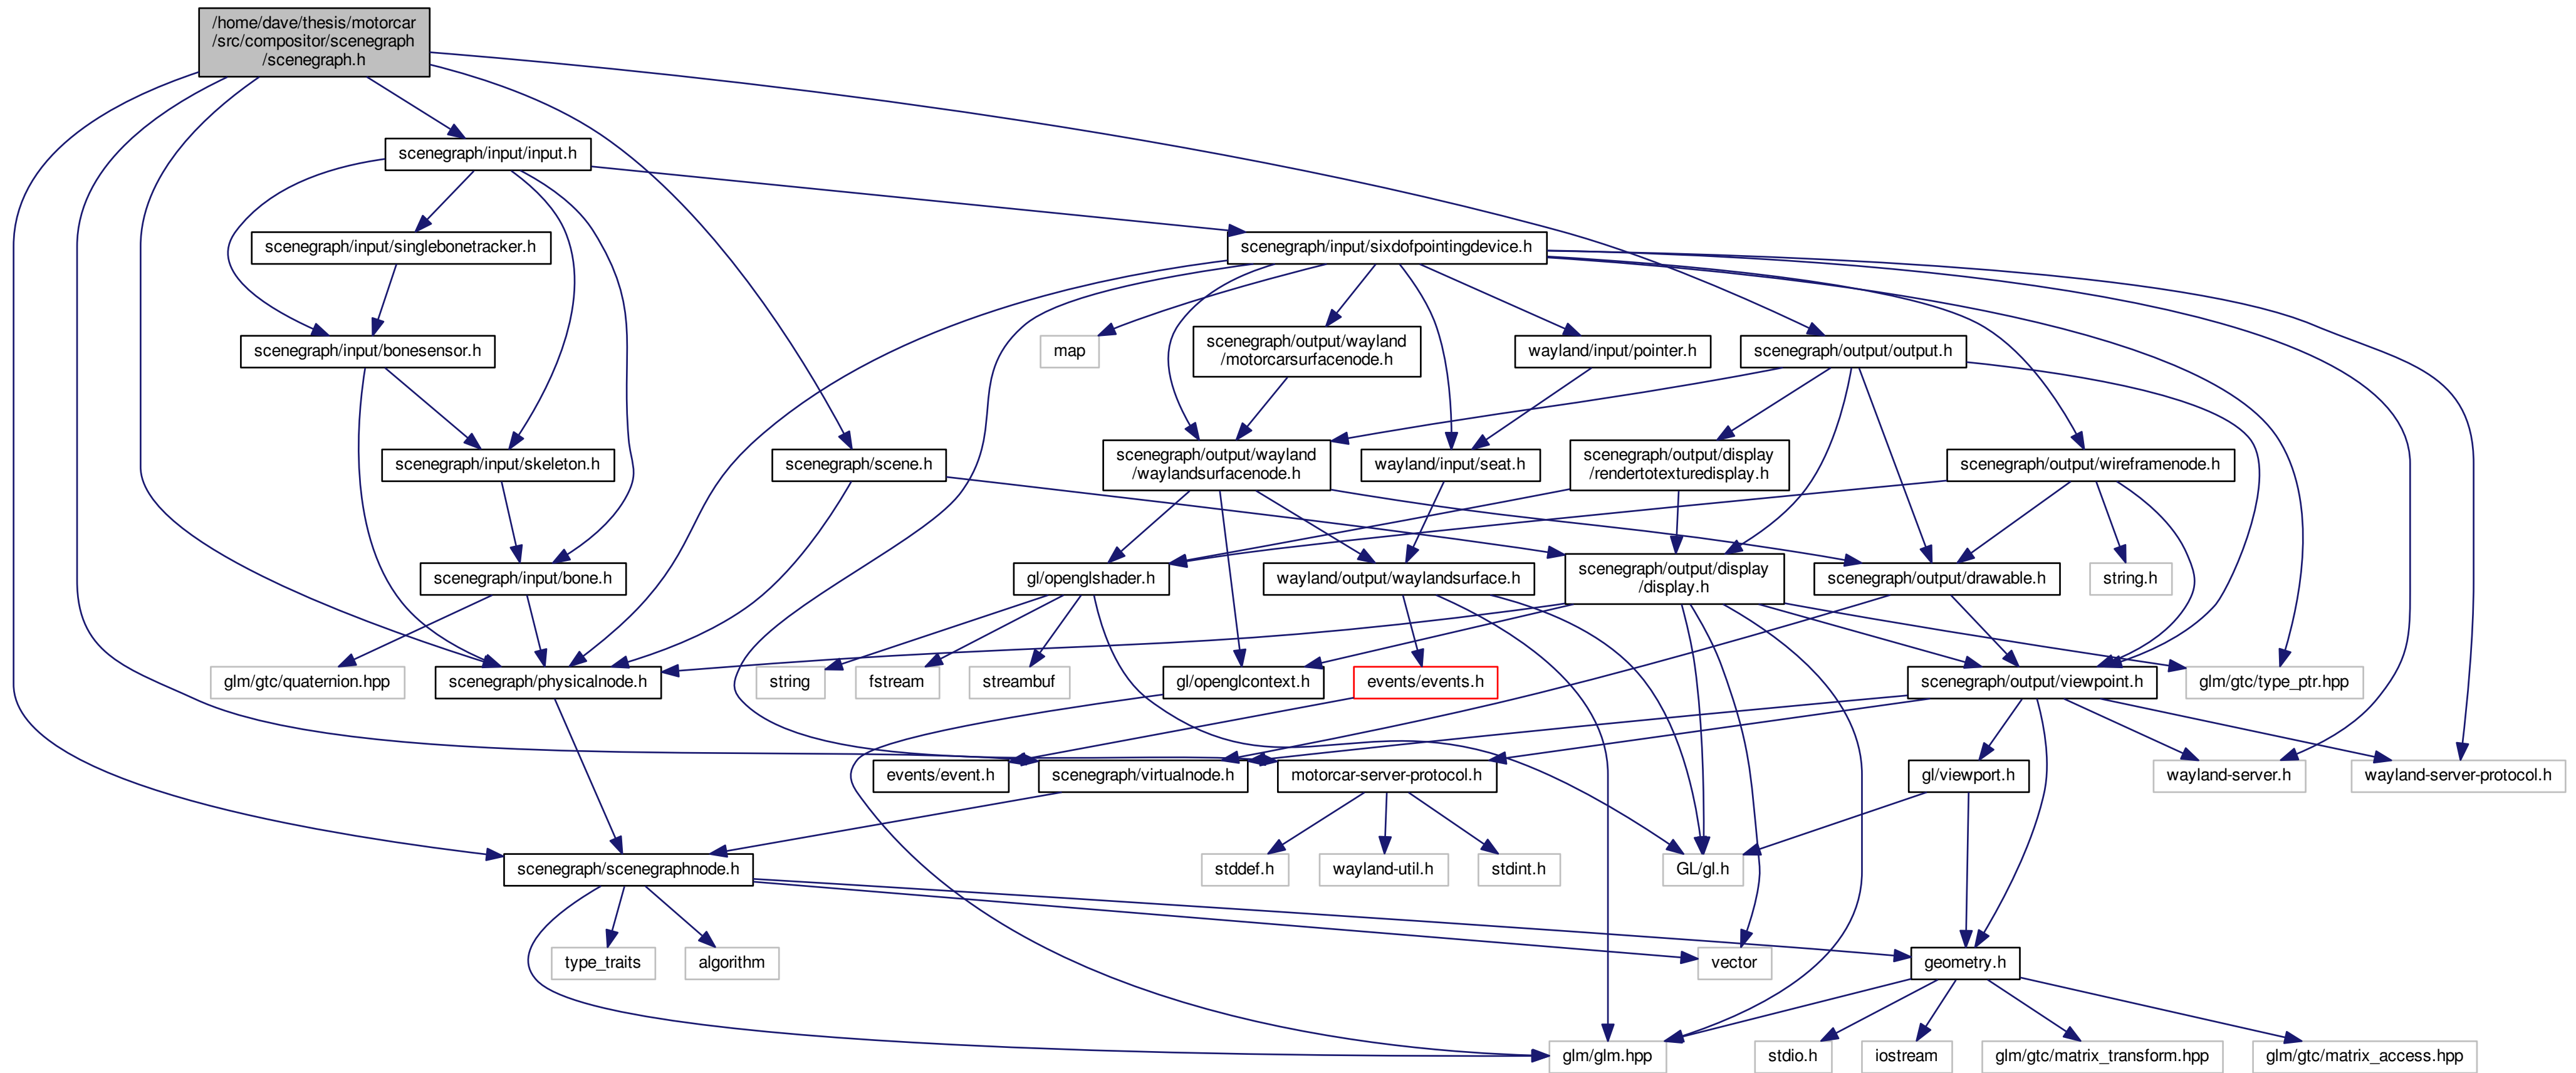 /home/dave/thesis/motorcar
/src/compositor/scenegraph
/scenegraph.h
scenegraph/input/input.h
scenegraph/input/singlebonetracker.h
scenegraph/input/sixdofpointingdevice.h
scenegraph/input/bonesensor.h
map
scenegraph/output/wayland
/motorcarsurfacenode.h
wayland/input/pointer.h
scenegraph/output/output.h
scenegraph/input/skeleton.h
scenegraph/scene.h
scenegraph/output/wayland
/waylandsurfacenode.h
wayland/input/seat.h
scenegraph/output/display
/rendertotexturedisplay.h
scenegraph/output/wireframenode.h
scenegraph/input/bone.h
gl/openglshader.h
wayland/output/waylandsurface.h
scenegraph/output/display
/display.h
scenegraph/output/drawable.h
string.h
glm/gtc/quaternion.hpp
scenegraph/physicalnode.h
string
fstream
streambuf
gl/openglcontext.h
events/events.h
scenegraph/output/viewpoint.h
glm/gtc/type_ptr.hpp
events/event.h
scenegraph/virtualnode.h
motorcar-server-protocol.h
gl/viewport.h
wayland-server.h
wayland-server-protocol.h
scenegraph/scenegraphnode.h
stddef.h
wayland-util.h
stdint.h
GL/gl.h
type_traits
algorithm
vector
geometry.h
glm/glm.hpp
stdio.h
iostream
glm/gtc/matrix_transform.hpp
glm/gtc/matrix_access.hpp